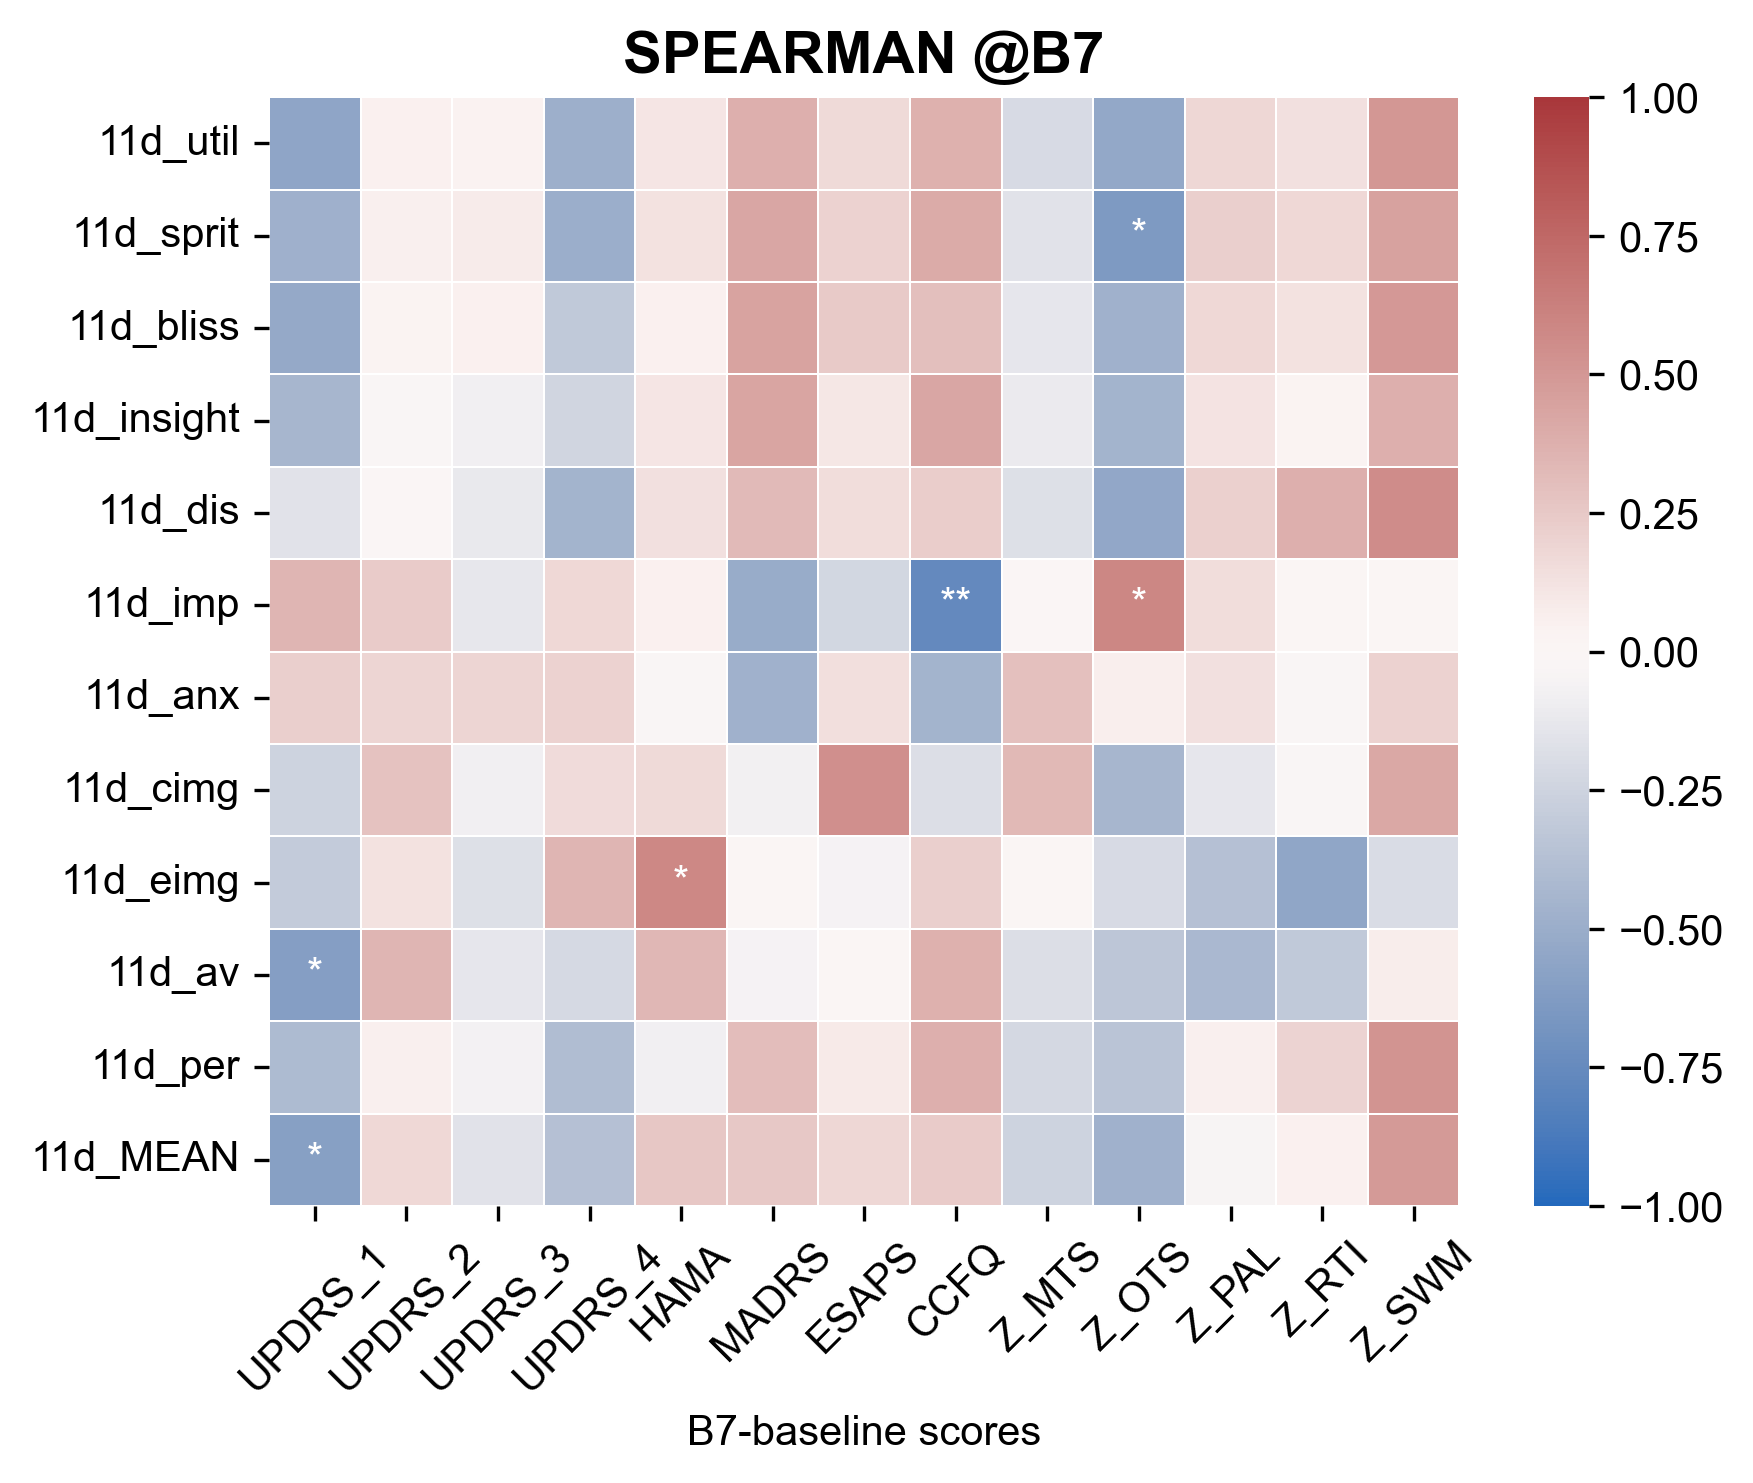 SPEARMAN @B7
11d_util
11d_sprit
*
11d_bliss
11d_insight
11d_dis
11d_imp
** *
11d_anx
11d_cimg
11d_eimg
*
11d_av
*
11d_per
11d_MEAN
*
UPDRS_1 UPDRS_2 UPDRS_3 UPDRS_4 HAMA MADRS ESAPS CCFQ Z_MTS Z_OTS Z_PAL Z_RTI Z_SWM
B7-baseline scores
1.00
0.75
0.50
0.25
0.00
−0.25
−0.50
−0.75
−1.00